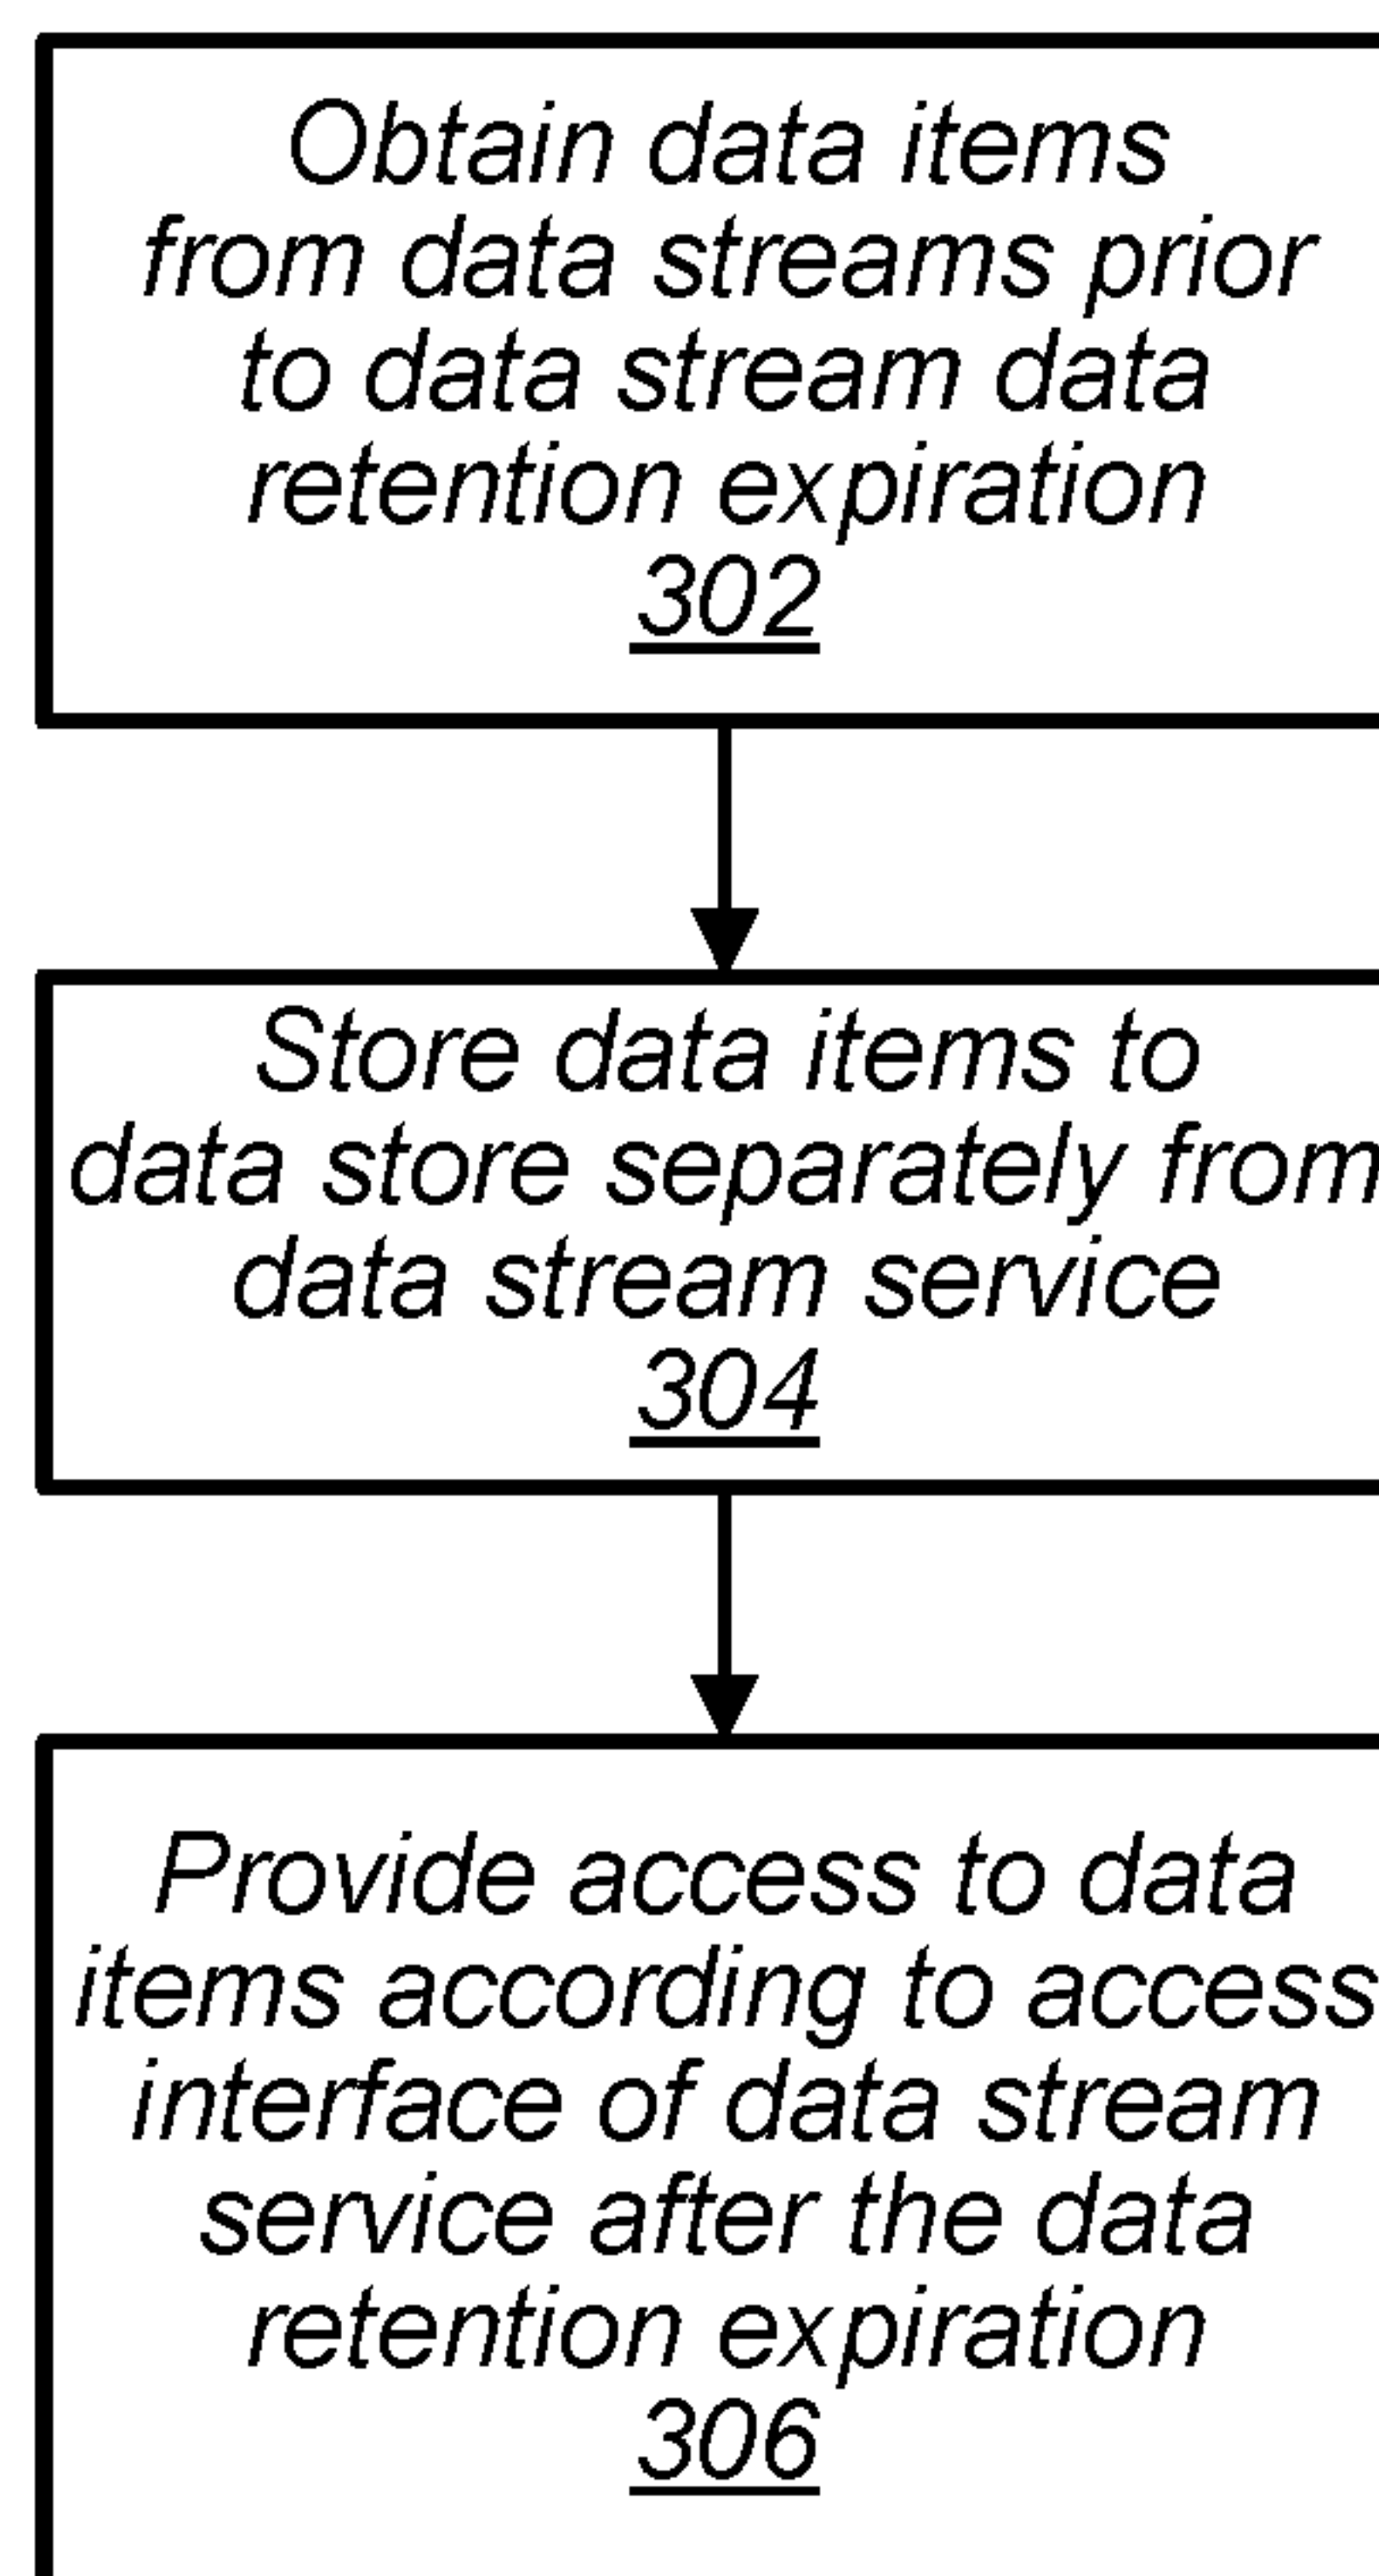 Obtain data items
from data streams prior
to data stream data
retention expiration
302
Store data items to
data store separately from
data stream service
304
Provide access to data
items according to access
interface of data stream
service after the data
retention expiration
306